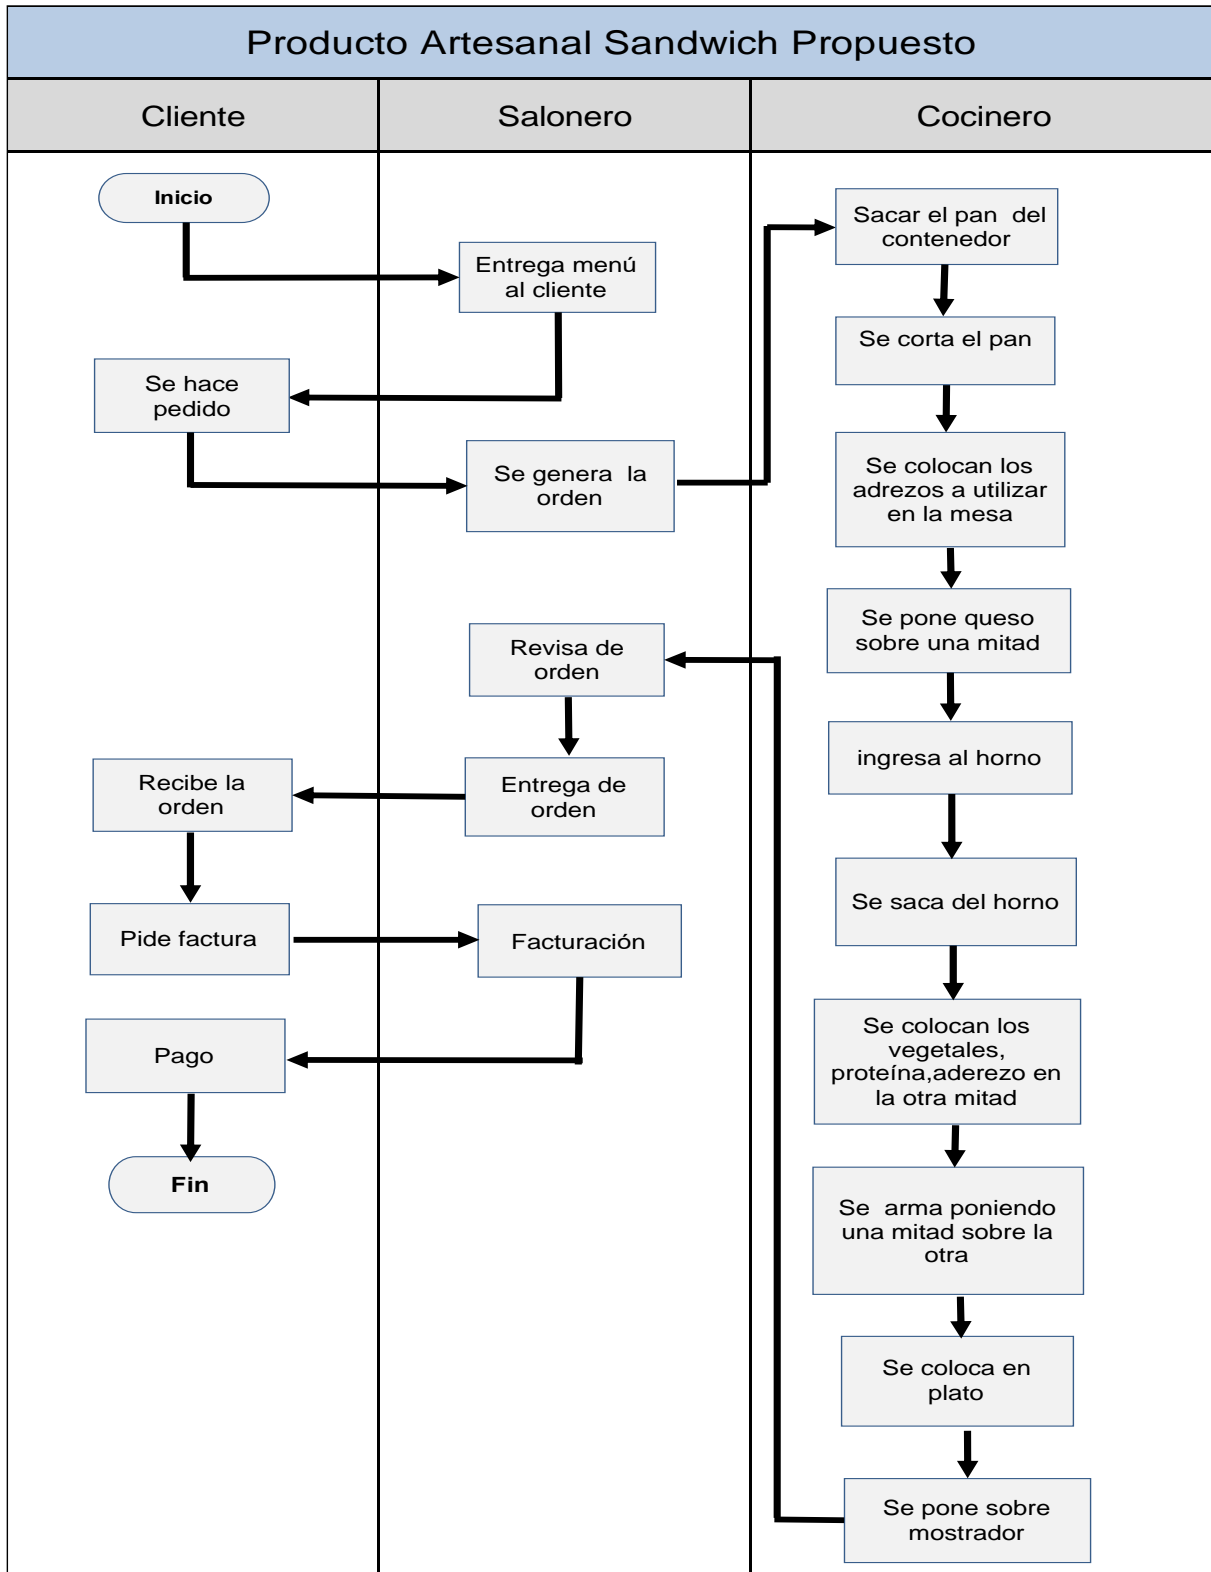 Producto Artesanal Sandwich Propuesto
Cliente
Salonero
Cocinero
Inicio
Entrega menú
al cliente
Se hace
pedido
Se genera la
orden
Sacar el pan del
contenedor
Se corta el pan
Se colocan los
adrezos a utilizar
en la mesa
Se pone queso
sobre una mitad
ingresa al horno
Se saca del horno
Se colocan los
vegetales,
proteína,aderezo en
la otra mitad
Se arma poniendo
una mitad sobre la
otra
Se coloca en
plato
Se pone sobre
mostrador
Revisa de
orden
Entrega de
orden
Recibe la
orden
Pide factura
Facturación
Pago
Fin